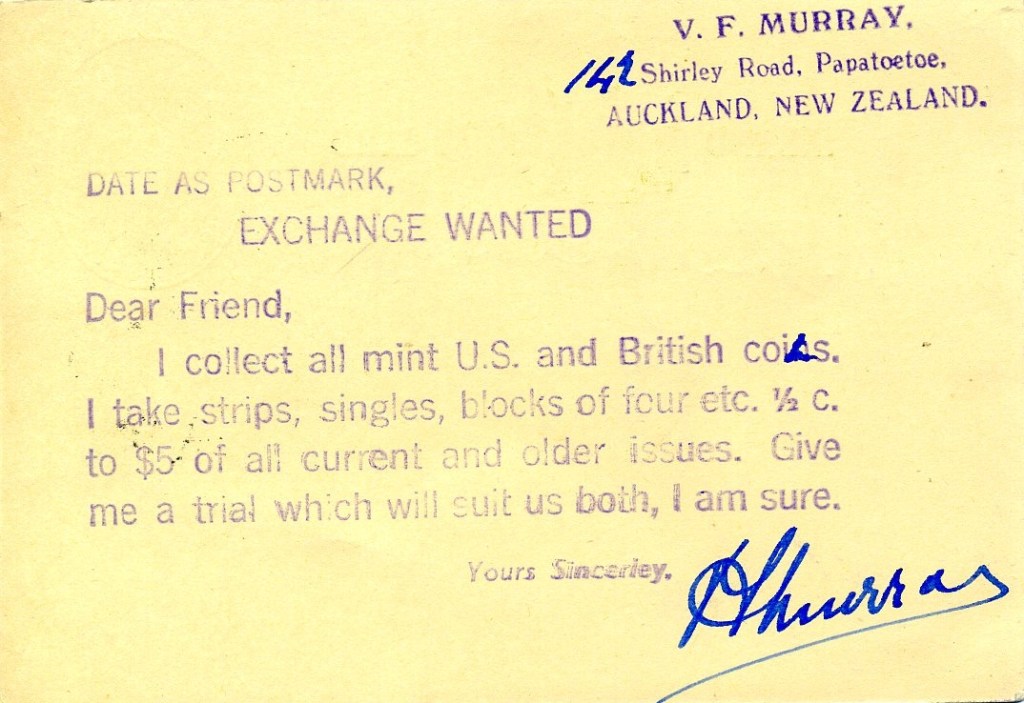 V. F. MURRAY,
142 Shirley Road, Papatoetoe,
AUCKLAND, NEW ZEALAND.
DATE AS POSTMARK,
EXCHANGE WANTED
Dear Friend,
I collect all mint U.S. and British coils.
I take strips, singles, blocks of four etc. ½ c.
to $5 of all current and older issues. Give
me a trial which will suit us both, I am sure.
Yours Sincerley.
VFMurray